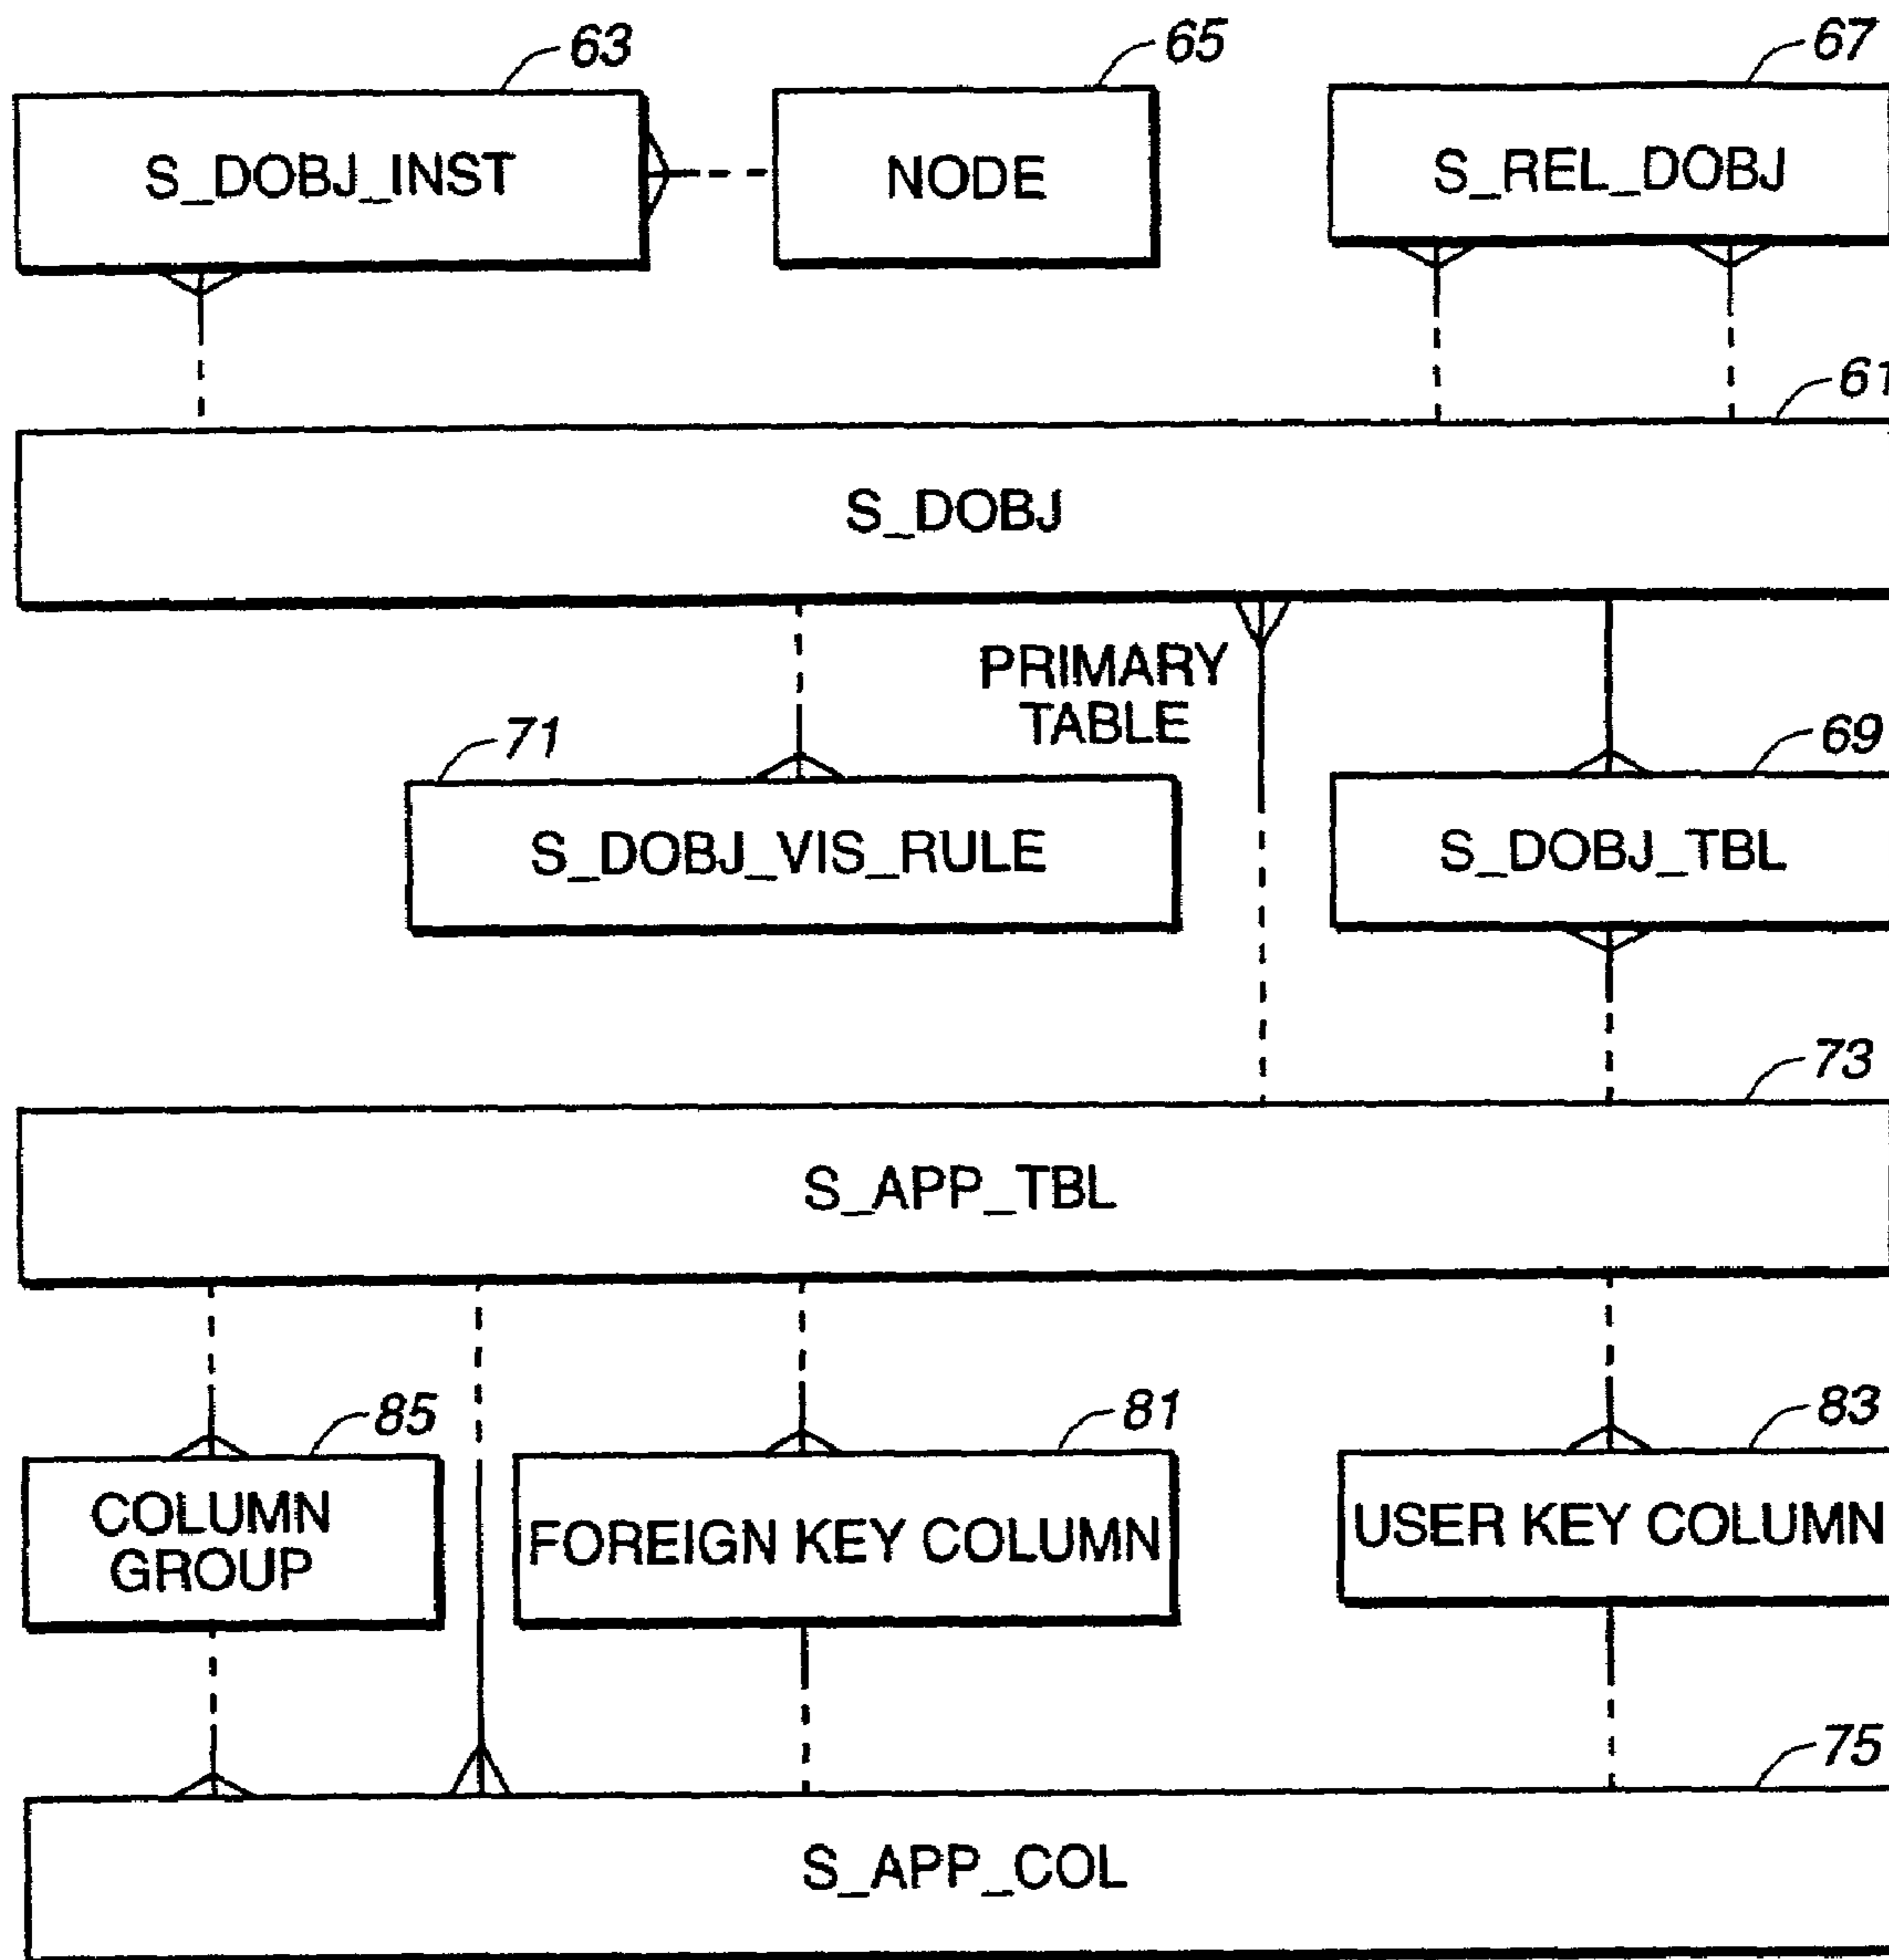 63
65
67
S_DOBJ_INST
NODE
S_REL_DOBJ
61
S_DOBJ
PRIMARY
TABLE
71
69
S_DOBJ_VIS_RULE
S_DOBJ_TBL
73
S_APP_TBL
85
81
83
COLUMN
GROUP
FOREIGN KEY COLUMN
USER KEY COLUMN
75
S_APP_COL